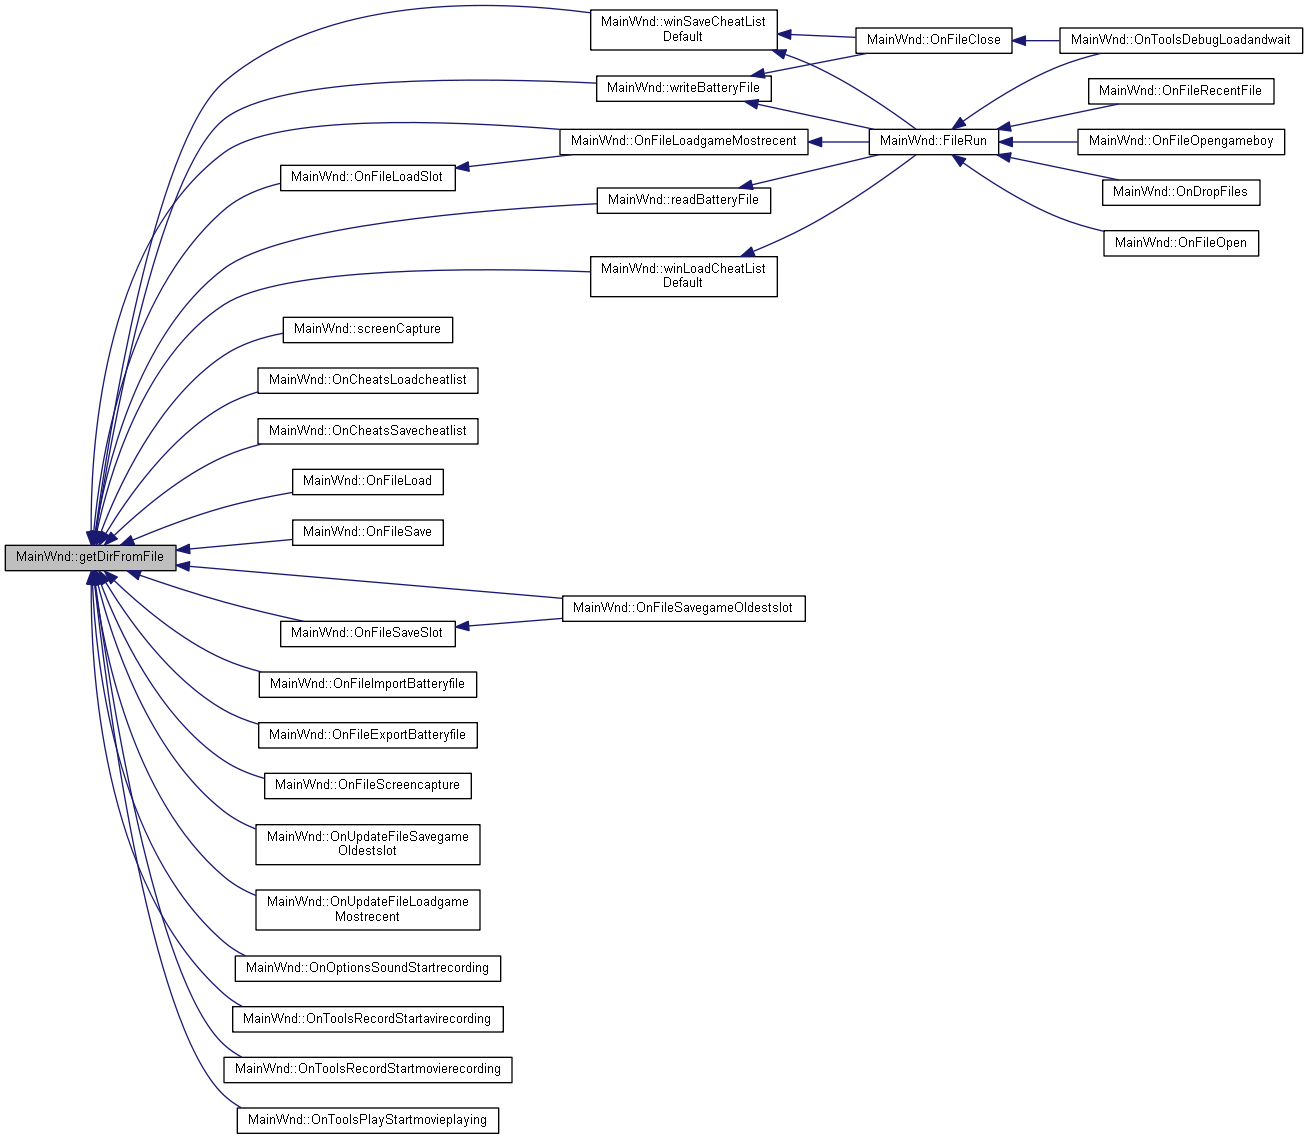 MainWnd::winSaveCheatList
Default
MainWnd::OnFileClose
MainWnd::OnToolsDebugLoadandwait
MainWnd::writeBatteryFile
MainWnd::OnFileRecentFile
MainWnd::OnFileLoadgameMostrecent
MainWnd::FileRun
MainWnd::OnFileOpengameboy
MainWnd::OnFileLoadSlot
MainWnd::OnDropFiles
MainWnd::readBatteryFile
MainWnd::OnFileOpen
MainWnd::winLoadCheatList
Default
MainWnd::screenCapture
MainWnd::OnCheatsLoadcheatlist
MainWnd::OnCheatsSavecheatlist
MainWnd::OnFileLoad
MainWnd::OnFileSave
MainWnd::getDirFromFile
MainWnd::OnFileSavegameOldestslot
MainWnd::OnFileSaveSlot
MainWnd::OnFileImportBatteryfile
MainWnd::OnFileExportBatteryfile
MainWnd::OnFileScreencapture
MainWnd::OnUpdateFileSavegame
Oldestslot
MainWnd::OnUpdateFileLoadgame
Mostrecent
MainWnd::OnOptionsSoundStartrecording
MainWnd::OnToolsRecordStartavirecording
MainWnd::OnToolsRecordStartmovierecording
MainWnd::OnToolsPlayStartmovieplaying